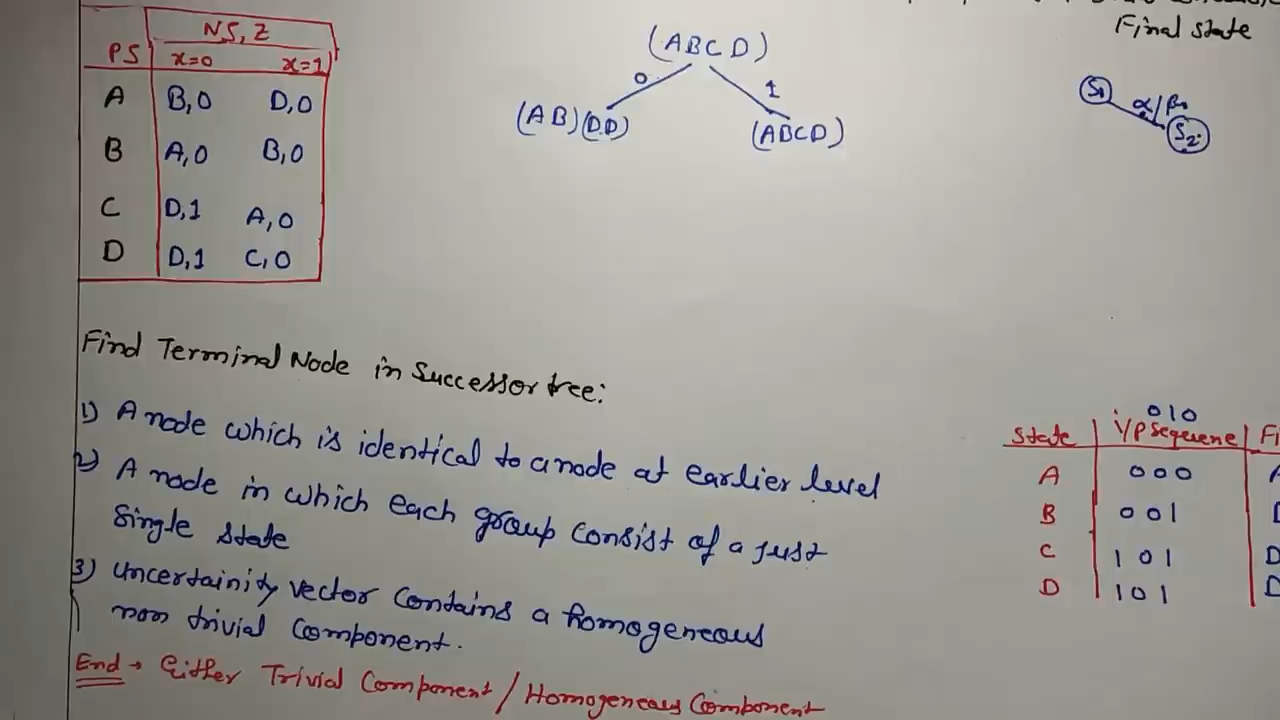 Final state
NS, Z
PS x=0 x=1
A B,0 D,0
B A,0 B,0
C D,1 A,0
D D,1 C,0
(ABCD)
0 1
(AB)(DD) (ABCD)
S1
S2
Find Terminal Node in Successor tree:
1) A node which is identical to a node at earlier level
2) A node in which each group consist of a just
single state
3) Uncertainity vector contains a homogeneous
non trivial component.
End → Either Trivial Component / Homogeneous Component
010
State i/p Sequene
A 000
B 001
C 101
D 101